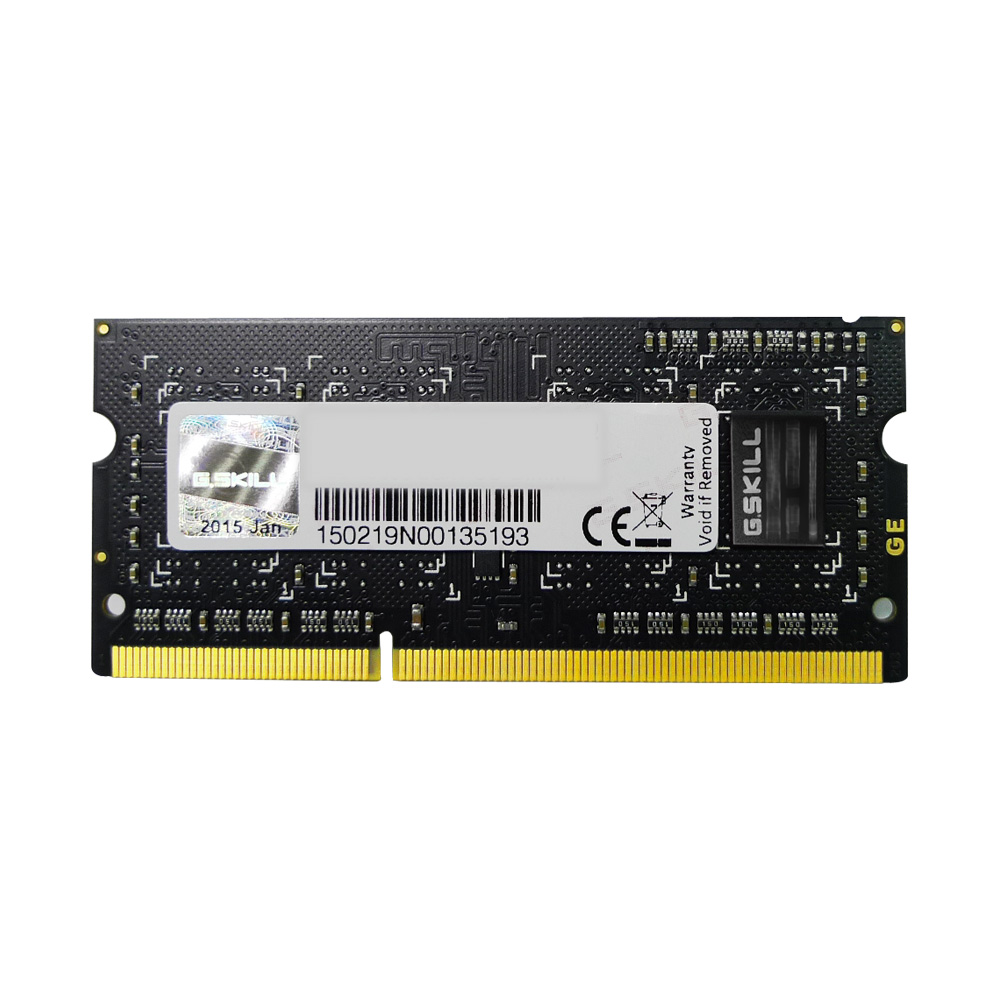 G.SKILL
2015 Jan.
150219N00135193
CE
Warranty
Void if Removed
G.SKILL
GE